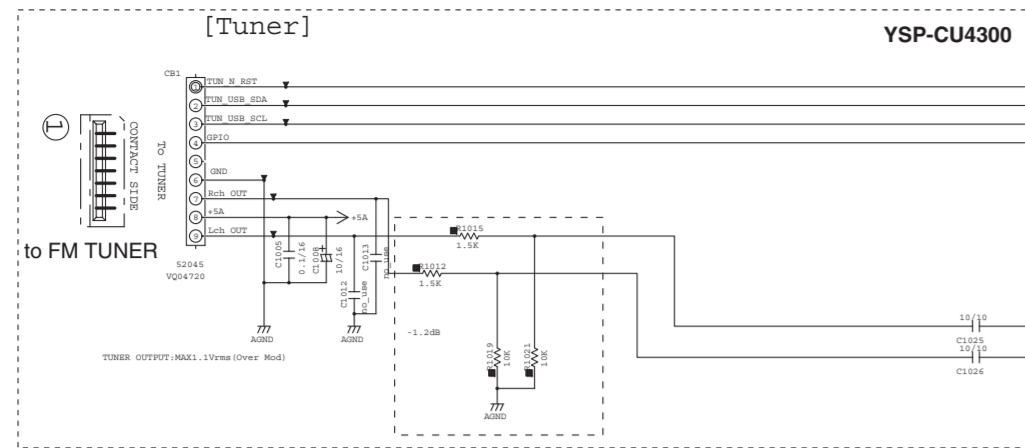 [Tuner]
YSP-CU4300
CB1
1 TUN_N_RST
2 TUN_USB_SDA
3 TUN_USB_SCL
4 GPIO
5
6 GND
7 Rch OUT
8 +5A
9 Lch OUT
1
CONTACT SIDE
To TUNER
to FM TUNER
52045
VQ04720
+5A
C1005
0.1/16
C1008
10/16
C1013
no_use
C1012
no_use
R1015
1.5K
R1012
1.5K
-1.2dB
R1019
10K
R1021
10K
AGND
AGND
AGND
TUNER OUTPUT:MAX1.1Vrms(Over Mod)
10/10
C1025
10/10
C1026